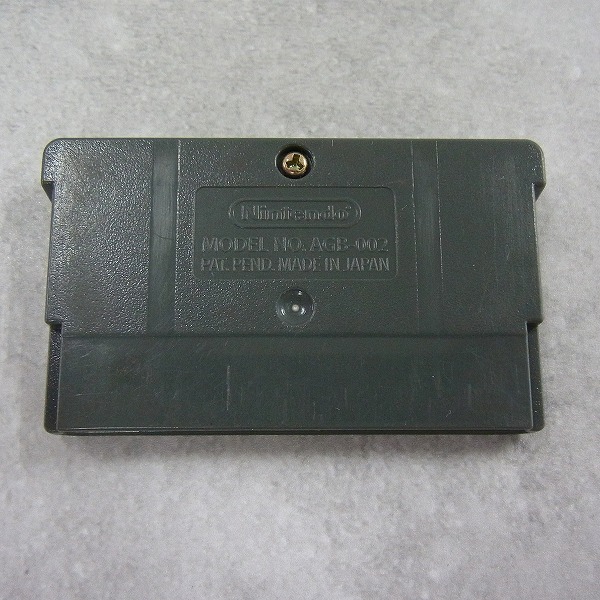 Nintendo
MODEL NO. AGB-002
PAT. PEND. MADE IN JAPAN